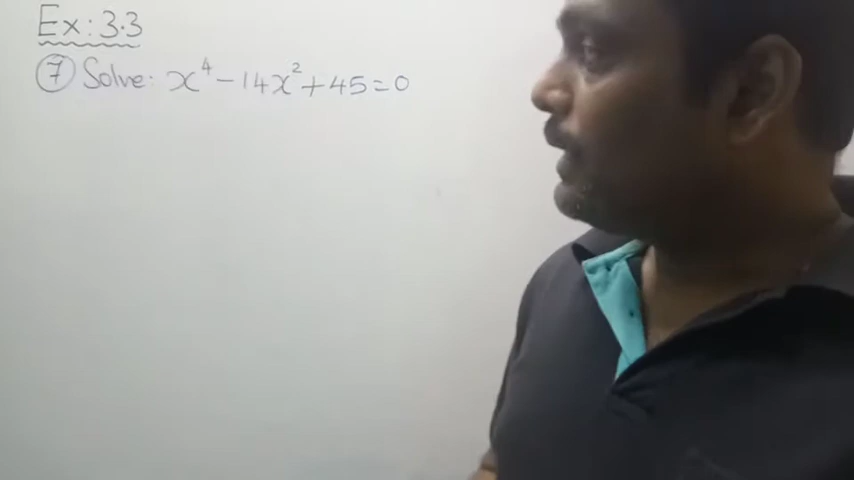 Ex: 3.3
⑦ Solve: x⁴ - 14x² + 45 = 0